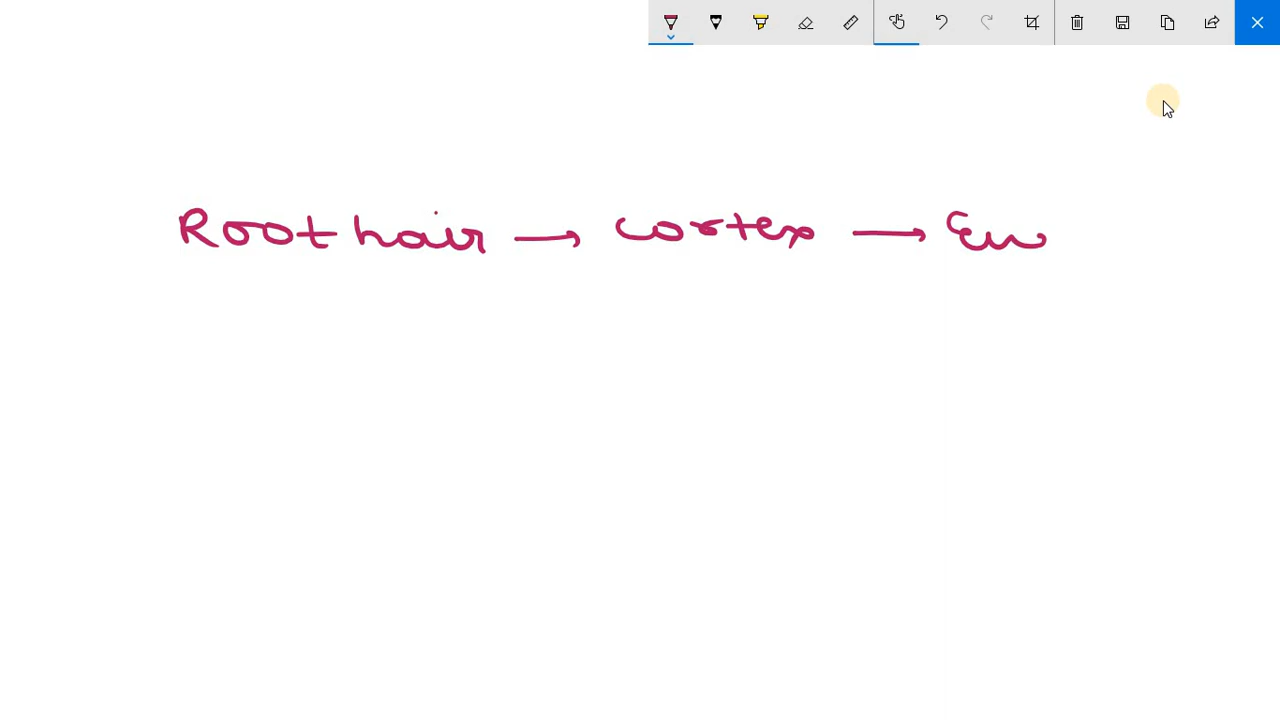 Root hair → cortex → En